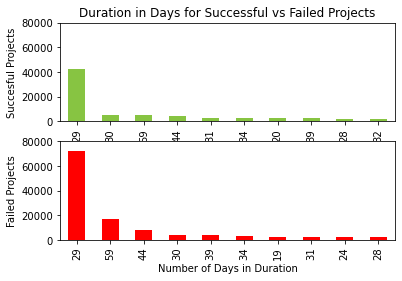 Duration in Days for Successful vs Failed Projects
Succesful Projects
80000
60000
40000
20000
0
29 30 59 44 31 34 20 39 28 32
Failed Projects
80000
60000
40000
20000
0
29 59 44 30 39 34 19 31 24 28
Number of Days in Duration